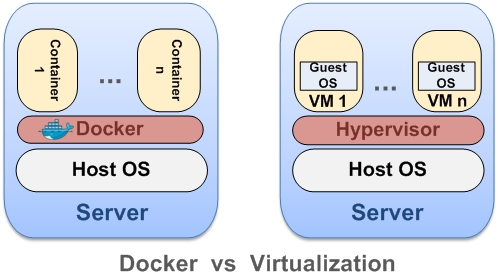 Container
1
...
Container
n
Docker
Host OS
Server
Guest
OS
VM 1
...
Guest
OS
VM n
Hypervisor
Host OS
Server
Docker vs Virtualization